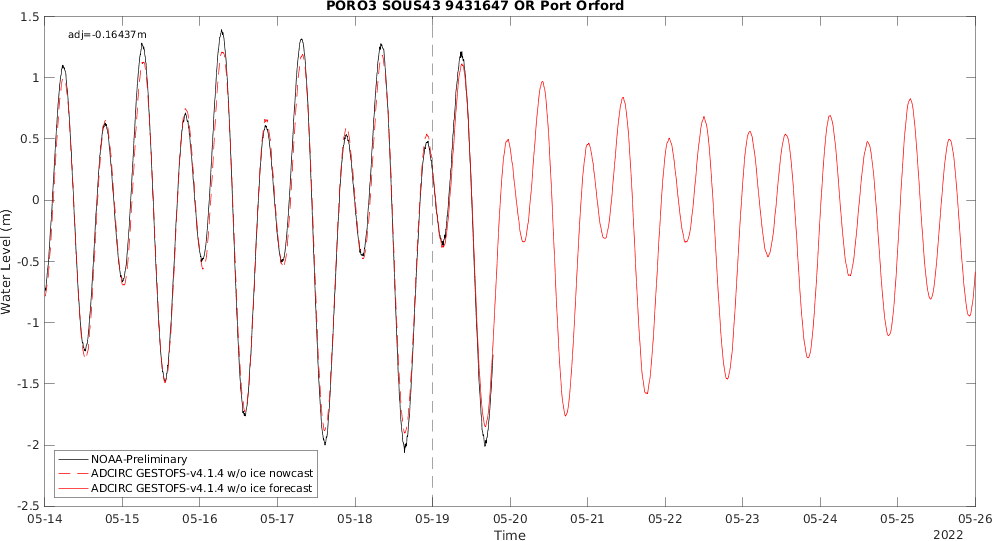 PORO3 SOUS43 9431647 OR Port Orford
adj=-0.16437m
1.5
1
0.5
0
-0.5
-1
-1.5
-2
-2.5
Water Level (m)
NOAA-Preliminary
ADCIRC GESTOFS-v4.1.4 w/o ice nowcast
ADCIRC GESTOFS-v4.1.4 w/o ice forecast
05-14 05-15 05-16 05-17 05-18 05-19 05-20 05-21 05-22 05-23 05-24 05-25 05-26
Time
2022